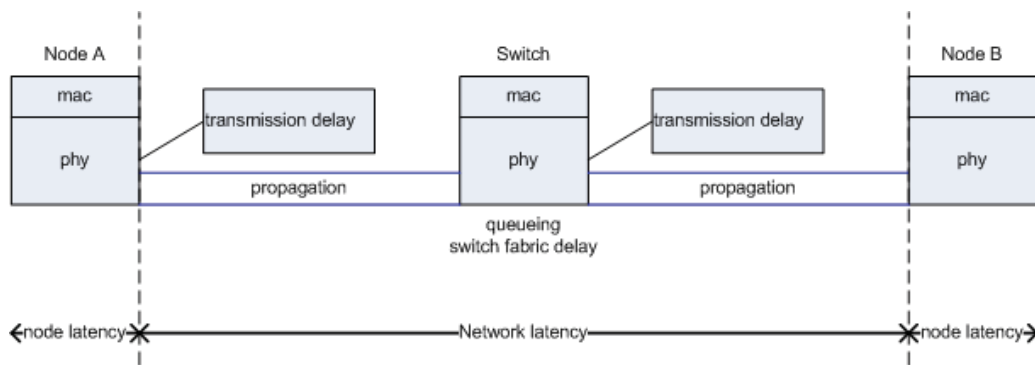 Node A
Switch
Node B
mac
mac
mac
transmission delay
transmission delay
phy
phy
phy
propagation
propagation
queueing
switch fabric delay
node latency
Network latency
node latency